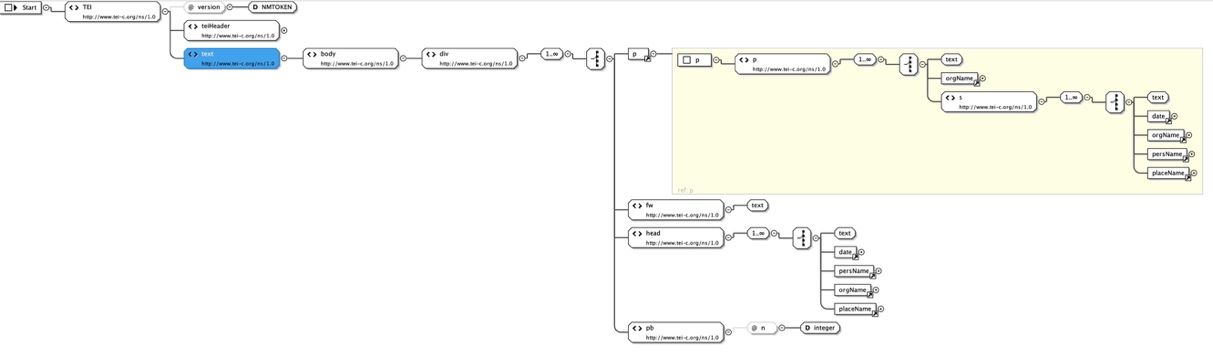 Start
TEI
http://www.tei-c.org/ns/1.0
@ version
D NMTOKEN
teiHeader
http://www.tei-c.org/ns/1.0
text
http://www.tei-c.org/ns/1.0
body
http://www.tei-c.org/ns/1.0
div
http://www.tei-c.org/ns/1.0
1..∞
p
p
p
http://www.tei-c.org/ns/1.0
1..∞
text
orgName
s
http://www.tei-c.org/ns/1.0
1..∞
text
date
orgName
persName
placeName
ref: p
fw
http://www.tei-c.org/ns/1.0
text
head
http://www.tei-c.org/ns/1.0
1..∞
text
date
persName
orgName
placeName
pb
http://www.tei-c.org/ns/1.0
@ n
D integer